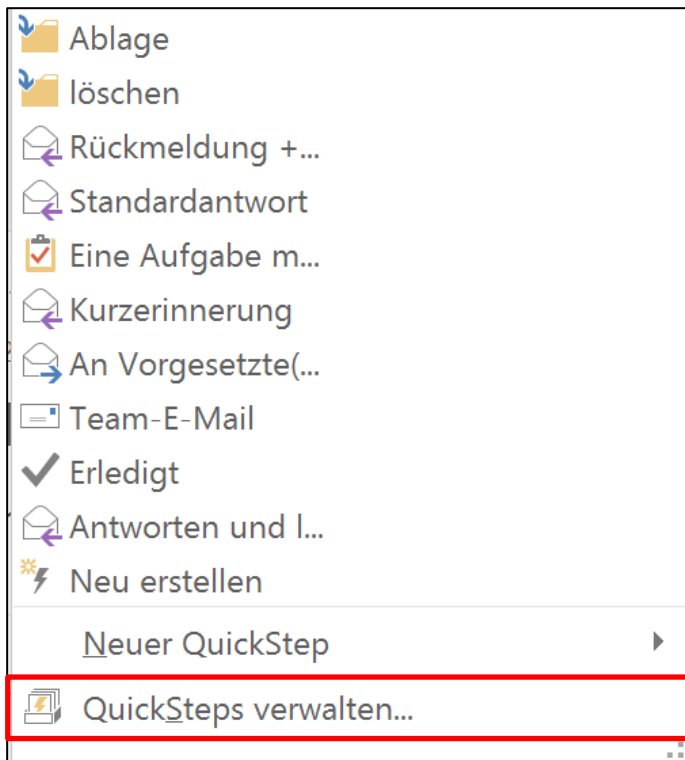 Ablage
löschen
Rückmeldung +...
Standardantwort
Eine Aufgabe m...
Kurzerinnerung
An Vorgesetzte(...
Team-E-Mail
Erledigt
Antworten und l...
Neu erstellen
Neuer QuickStep
QuickSteps verwalten...